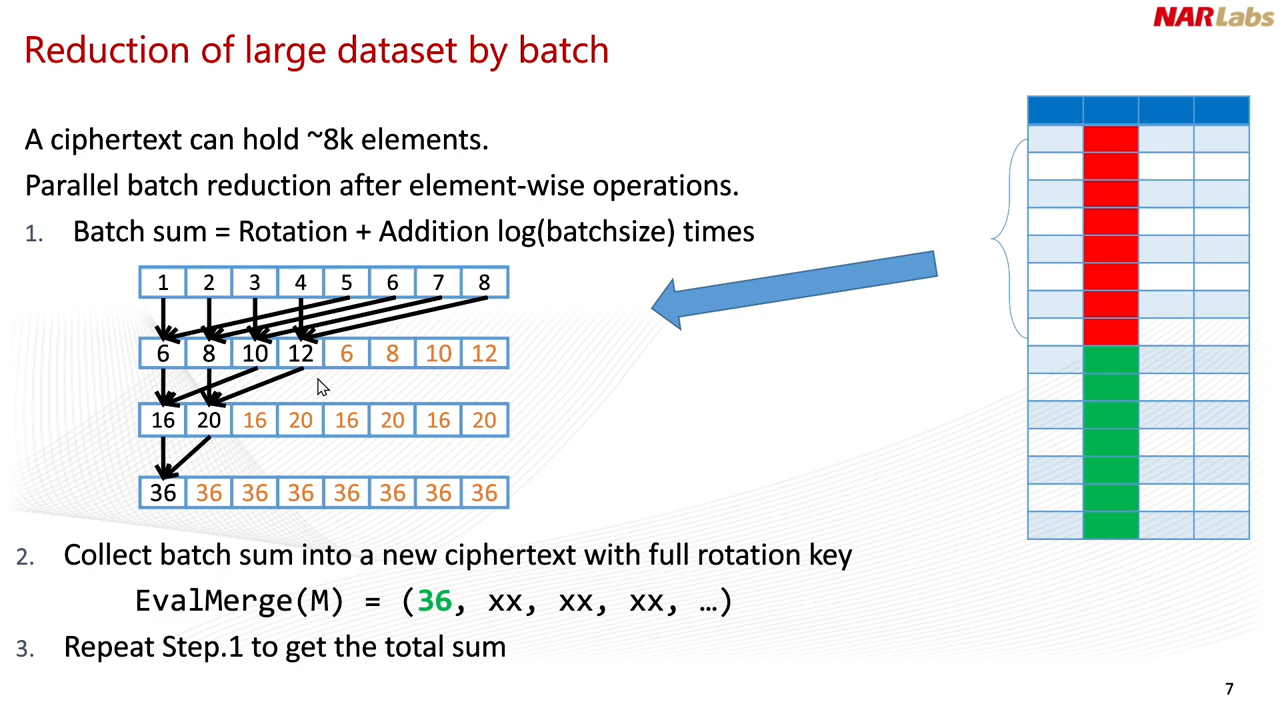 NARLabs
Reduction of large dataset by batch
A ciphertext can hold ~8k elements.
Parallel batch reduction after element-wise operations.
1. Batch sum = Rotation + Addition log(batchsize) times
1 2 3 4 5 6 7 8
6 8 10 12 6 8 10 12
16 20 16 20 16 20 16 20
36 36 36 36 36 36 36 36
2. Collect batch sum into a new ciphertext with full rotation key
EvalMerge(M) = (36, xx, xx, xx, …)
3. Repeat Step.1 to get the total sum
7